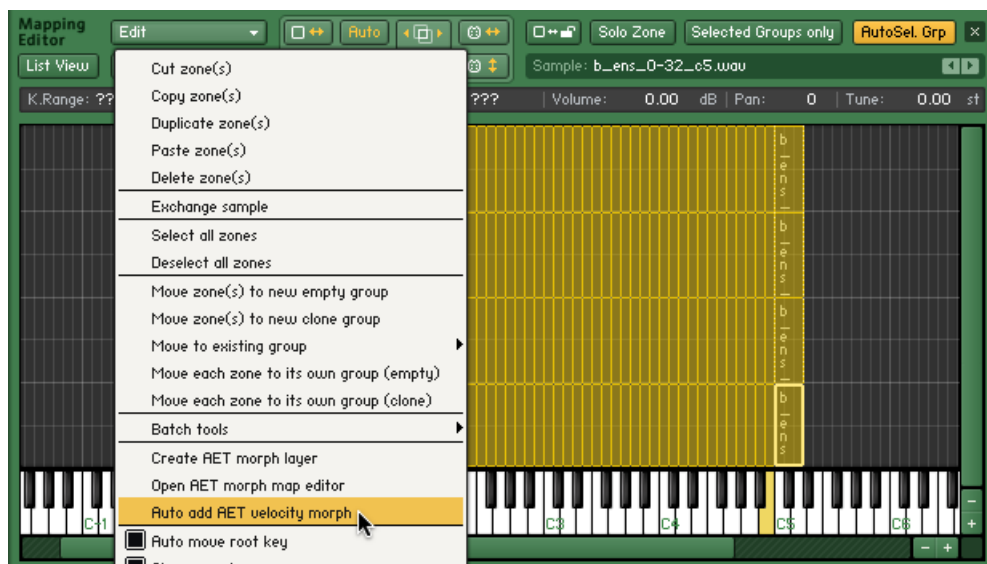 Mapping
Editor
Edit
Auto
Solo Zone
Selected Groups only
AutoSel. Grp
×
List View
Sample: b_ens_0-32_c5.wav
K.Range: ??
???
Volume: 0.00 dB
Pan: 0
Tune: 0.00 st
Cut zone(s)
Copy zone(s)
Duplicate zone(s)
Paste zone(s)
Delete zone(s)
Exchange sample
Select all zones
Deselect all zones
Move zone(s) to new empty group
Move zone(s) to new clone group
Move to existing group
Move each zone to its own group (empty)
Move each zone to its own group (clone)
Batch tools
Create AET morph layer
Open AET morph map editor
Auto add AET velocity morph
Auto move root key
b_ens_
b_ens_
b_ens_
b_ens
C-1
C3
C4
C5
C6
- +
- +